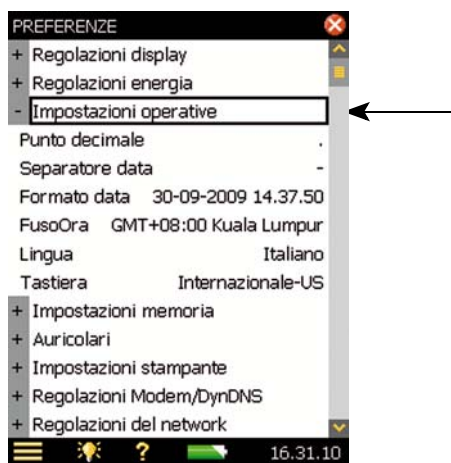 PREFERENZE
+ Regolazioni display
+ Regolazioni energia
- Impostazioni operative
Punto decimale .
Separatore data -
Formato data 30-09-2009 14.37.50
FusoOra GMT+08:00 Kuala Lumpur
Lingua Italiano
Tastiera Internazionale-US
+ Impostazioni memoria
+ Auricolari
+ Impostazioni stampante
+ Regolazioni Modem/DynDNS
+ Regolazioni del network
? 16.31.10